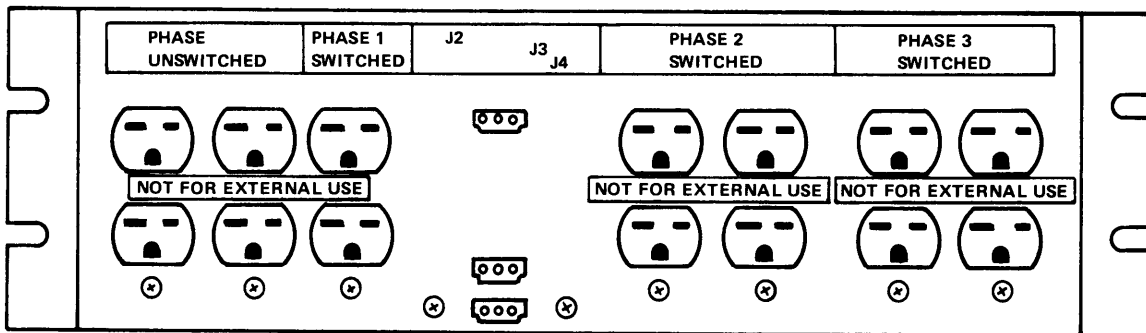 PHASE
UNSWITCHED
PHASE 1
SWITCHED
J2
J3
J4
PHASE 2
SWITCHED
PHASE 3
SWITCHED
NOT FOR EXTERNAL USE
NOT FOR EXTERNAL USE
NOT FOR EXTERNAL USE